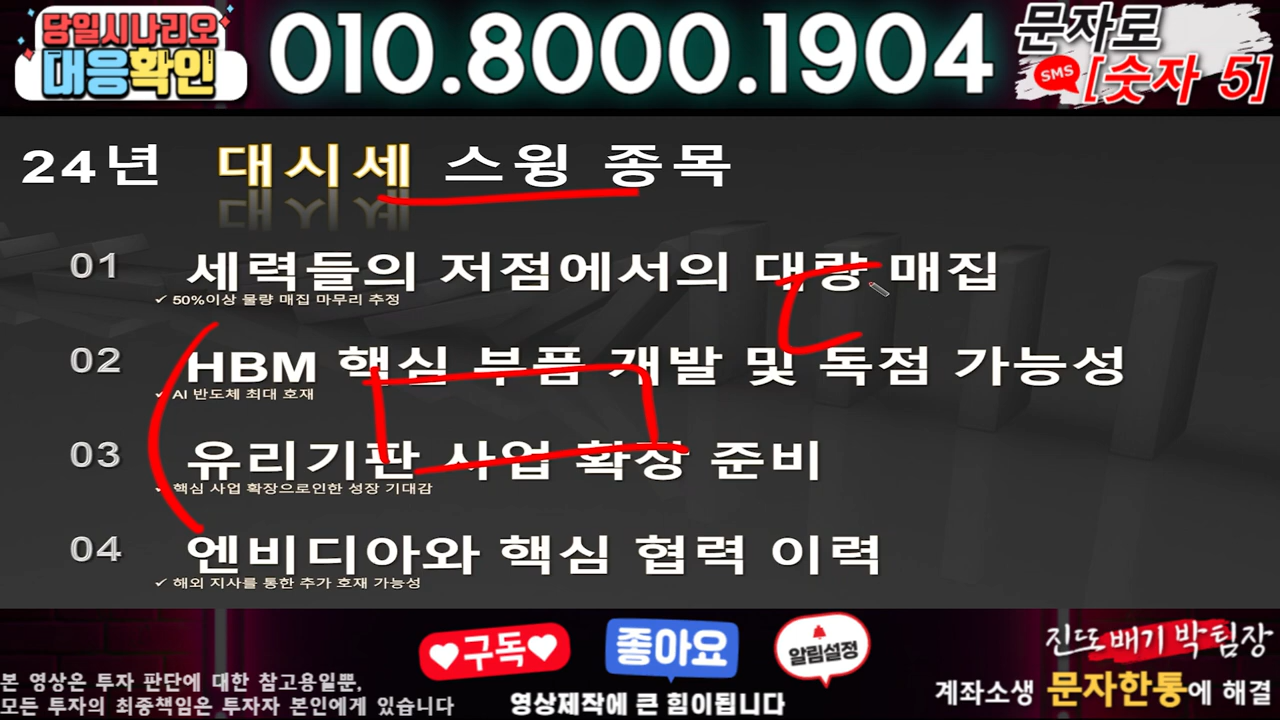 당일시나리오
대응확인
010.8000.1904
문자로
SMS
[숫자 5]
24년 대시세 스윙 종목
01 세력들의 저점에서의 대량 매집
✓ 50%이상 물량 매집 마무리 추정
02 HBM 핵심 부품 개발 및 독점 가능성
✓ AI 반도체 최대 호재
03 유리기판 사업 확장 준비
✓ 핵심 사업 확장으로인한 성장 기대감
04 엔비디아와 핵심 협력 이력
✓ 해외 지사를 통한 추가 호재 가능성
구독
좋아요
알림설정
영상제작에 큰 힘이됩니다
본 영상은 투자 판단에 대한 참고용일뿐,
모든 투자의 최종책임은 투자자 본인에게 있습니다
진또배기 박팀장
계좌소생 문자한통에 해결